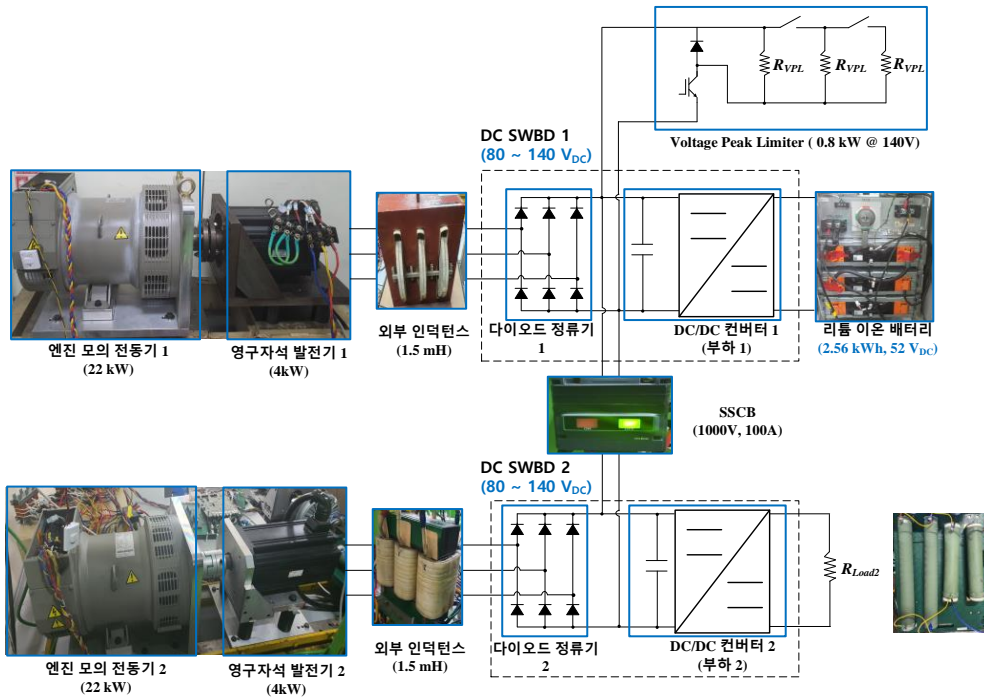 R_VPL
R_VPL
R_VPL
Voltage Peak Limiter ( 0.8 kW @ 140V)
DC SWBD 1
(80 ~ 140 V_DC)
엔진 모의 전동기 1
(22 kW)
영구자석 발전기 1
(4kW)
외부 인덕턴스
(1.5 mH)
다이오드 정류기
1
DC/DC 컨버터 1
(부하 1)
리튬 이온 배터리
(2.56 kWh, 52 V_DC)
SSCB
(1000V, 100A)
DC SWBD 2
(80 ~ 140 V_DC)
R_Load2
엔진 모의 전동기 2
(22 kW)
영구자석 발전기 2
(4kW)
외부 인덕턴스
(1.5 mH)
다이오드 정류기
2
DC/DC 컨버터 2
(부하 2)